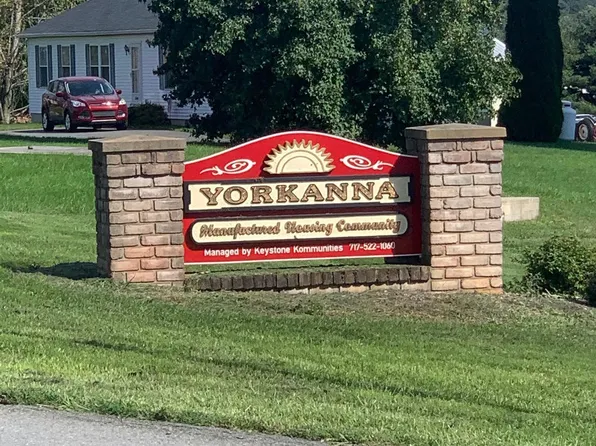 YORKANNA
Manufactured Housing Community
Managed by Keystone Kommunities 717-522-1060